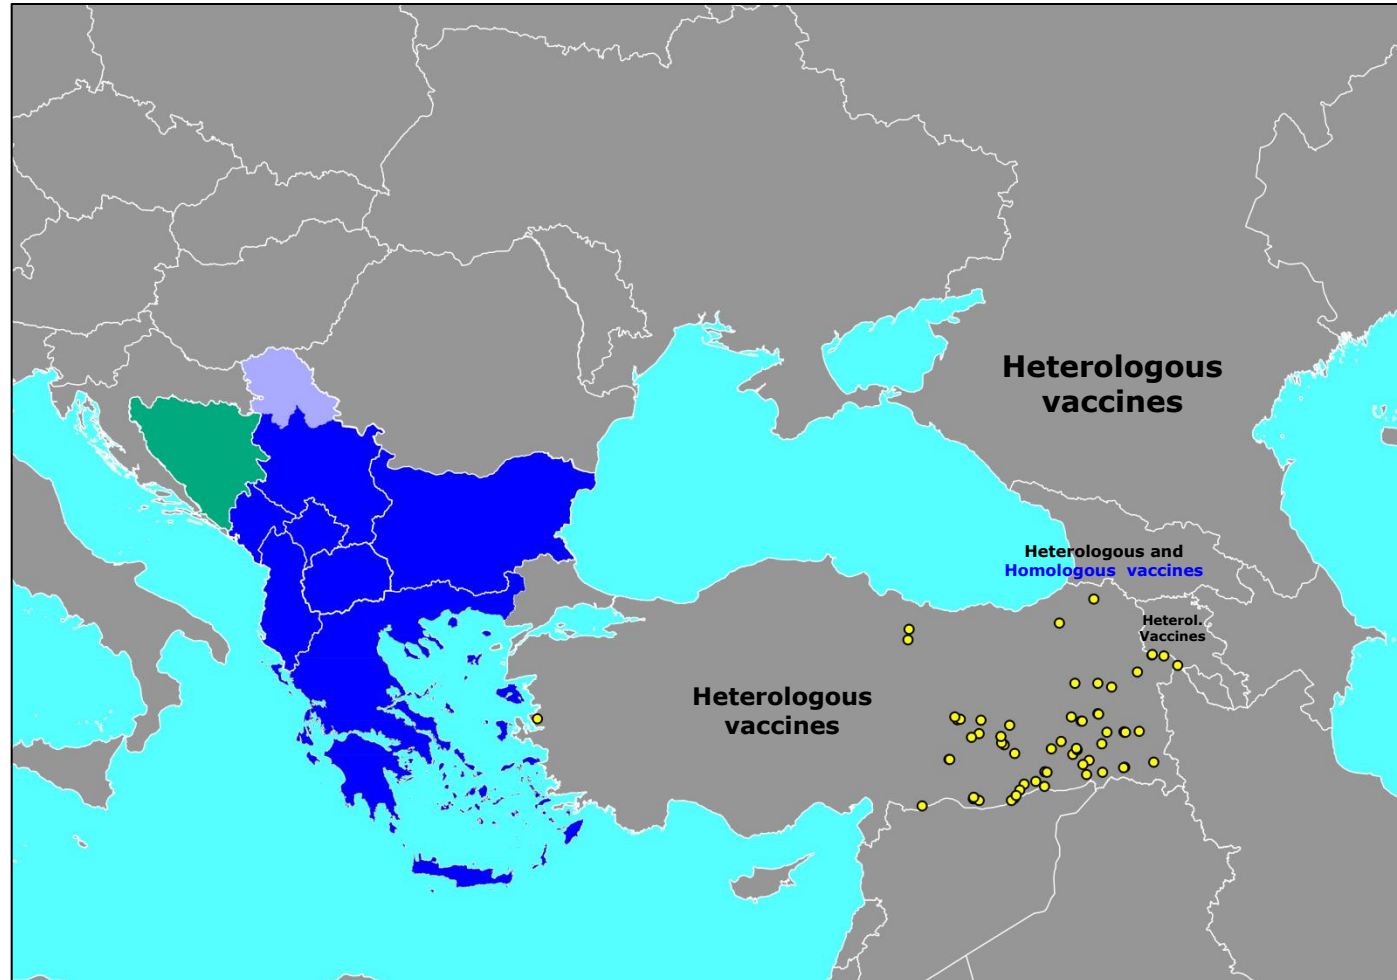 Heterologous
vaccines
Heterologous and
Homologous vaccines
Heterol.
Vaccines
Heterologous
vaccines